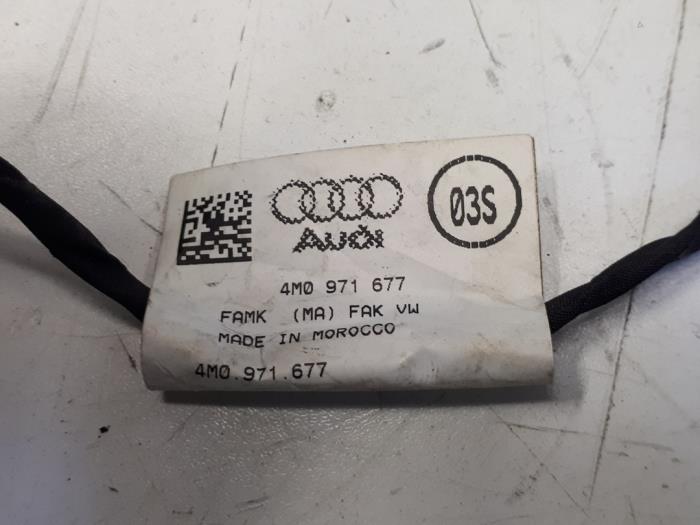 Audi
03S
4M0 971 677
FAMK (MA) FAK VW
MADE IN MOROCCO
4M0.971.677